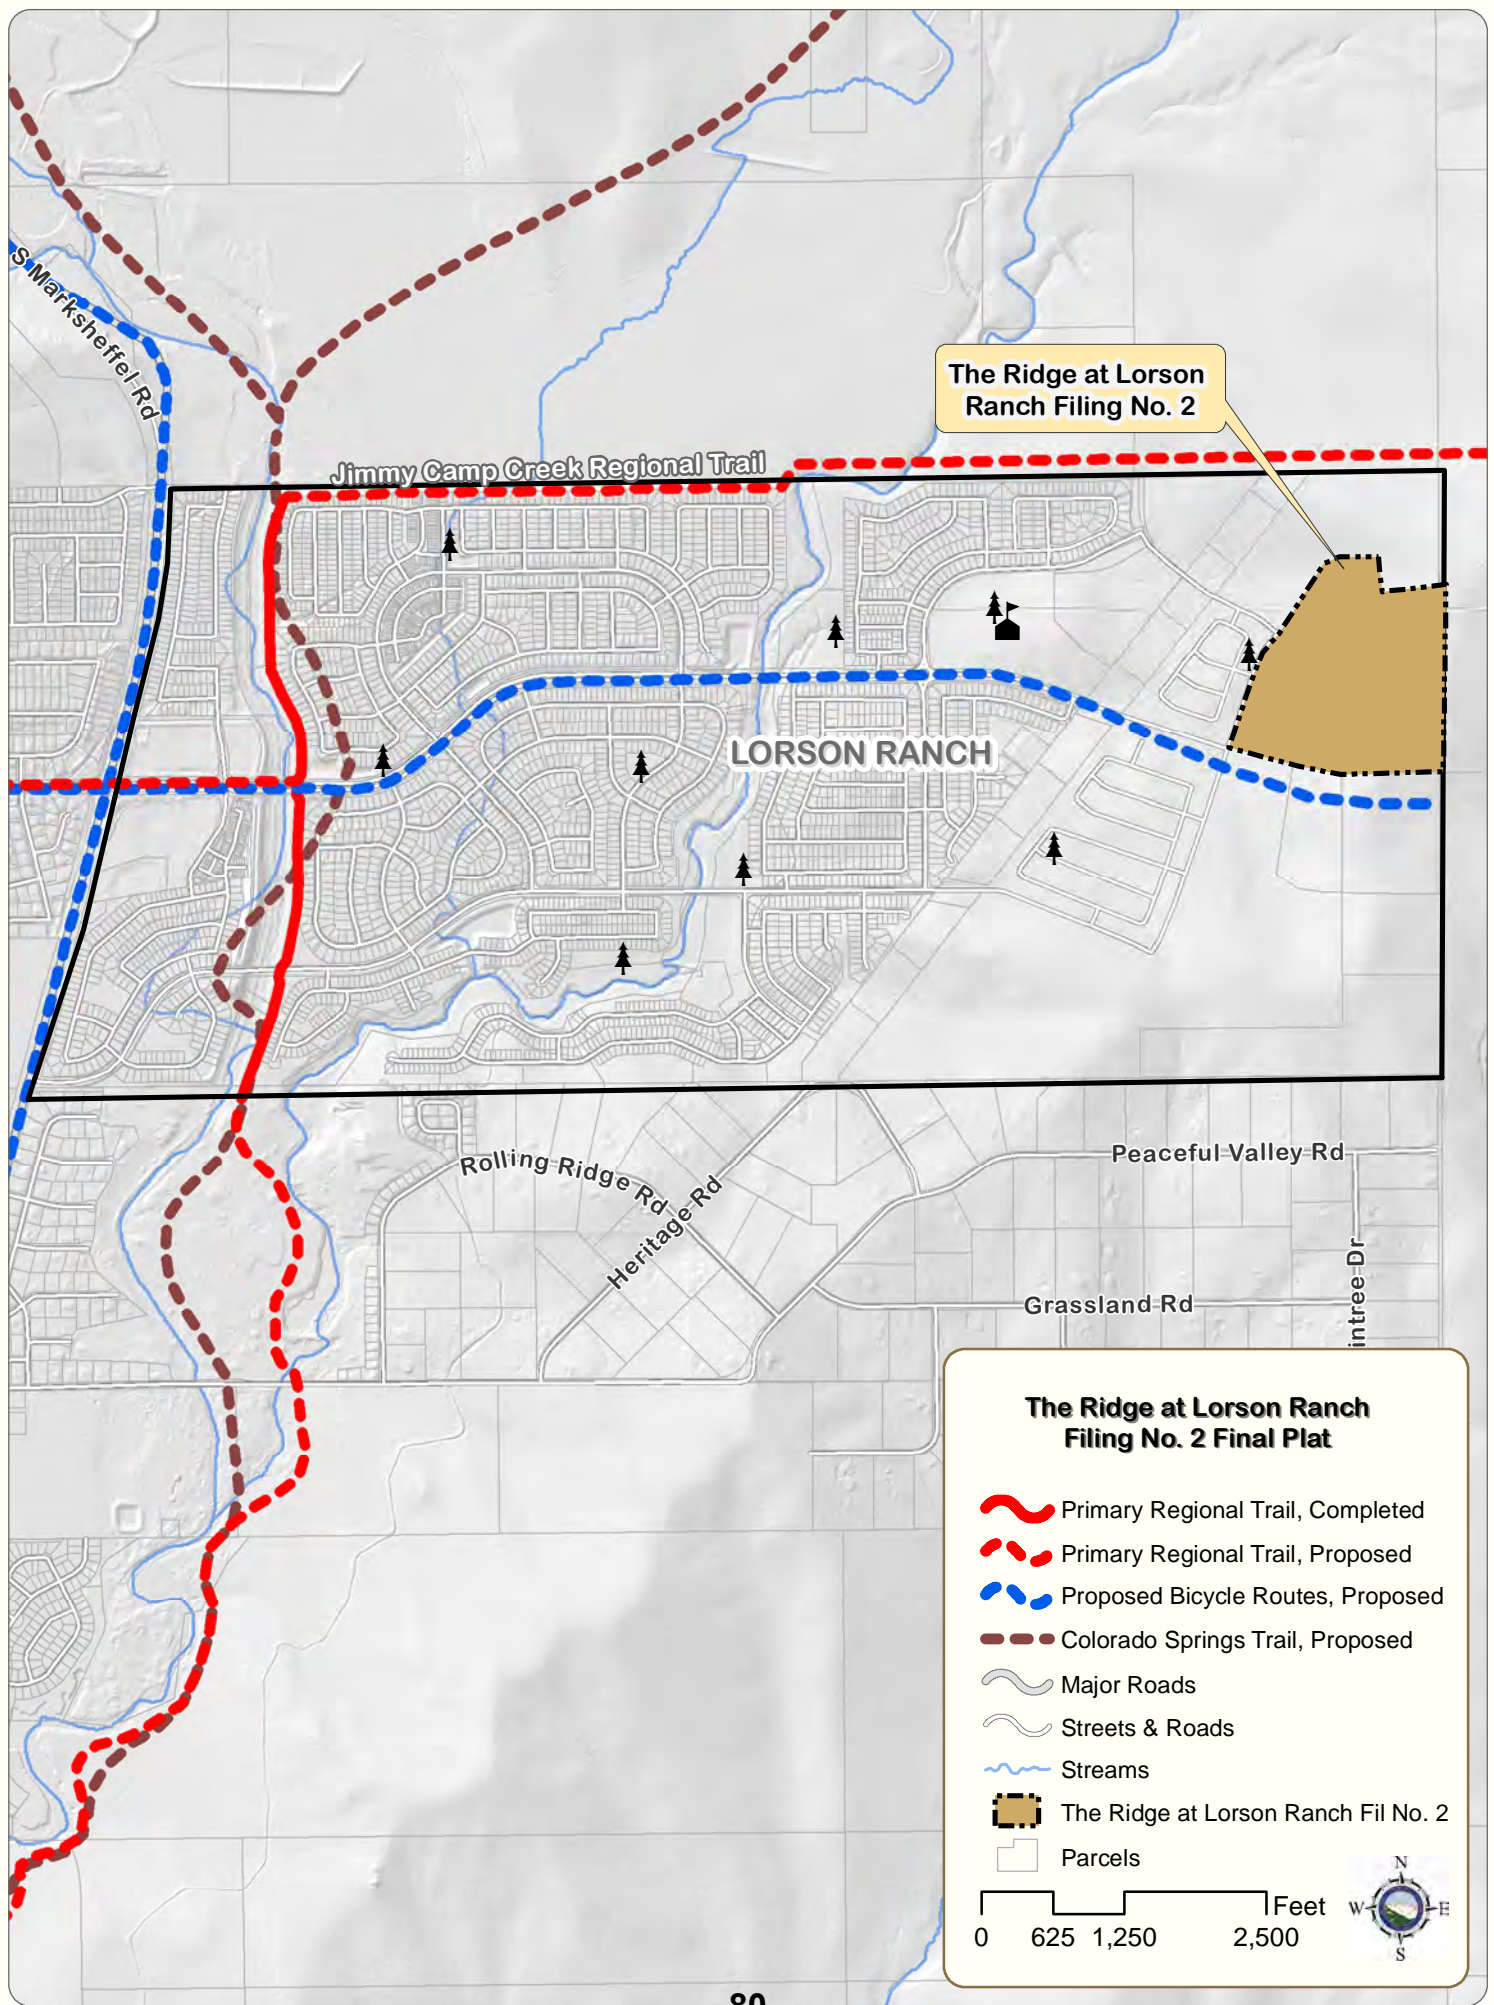 S Marksheffel Rd
The Ridge at Lorson
Ranch Filing No. 2
Jimmy Camp Creek Regional Trail
LORSON RANCH
Rolling Ridge Rd
Heritage Rd
Peaceful Valley Rd
Grassland Rd
intree Dr
The Ridge at Lorson Ranch
Filing No. 2 Final Plat
Primary Regional Trail, Completed
Primary Regional Trail, Proposed
Proposed Bicycle Routes, Proposed
Colorado Springs Trail, Proposed
Major Roads
Streets & Roads
Streams
The Ridge at Lorson Ranch Fil No. 2
Parcels
Feet
0 625 1,250 2,500
N
W E
S
80